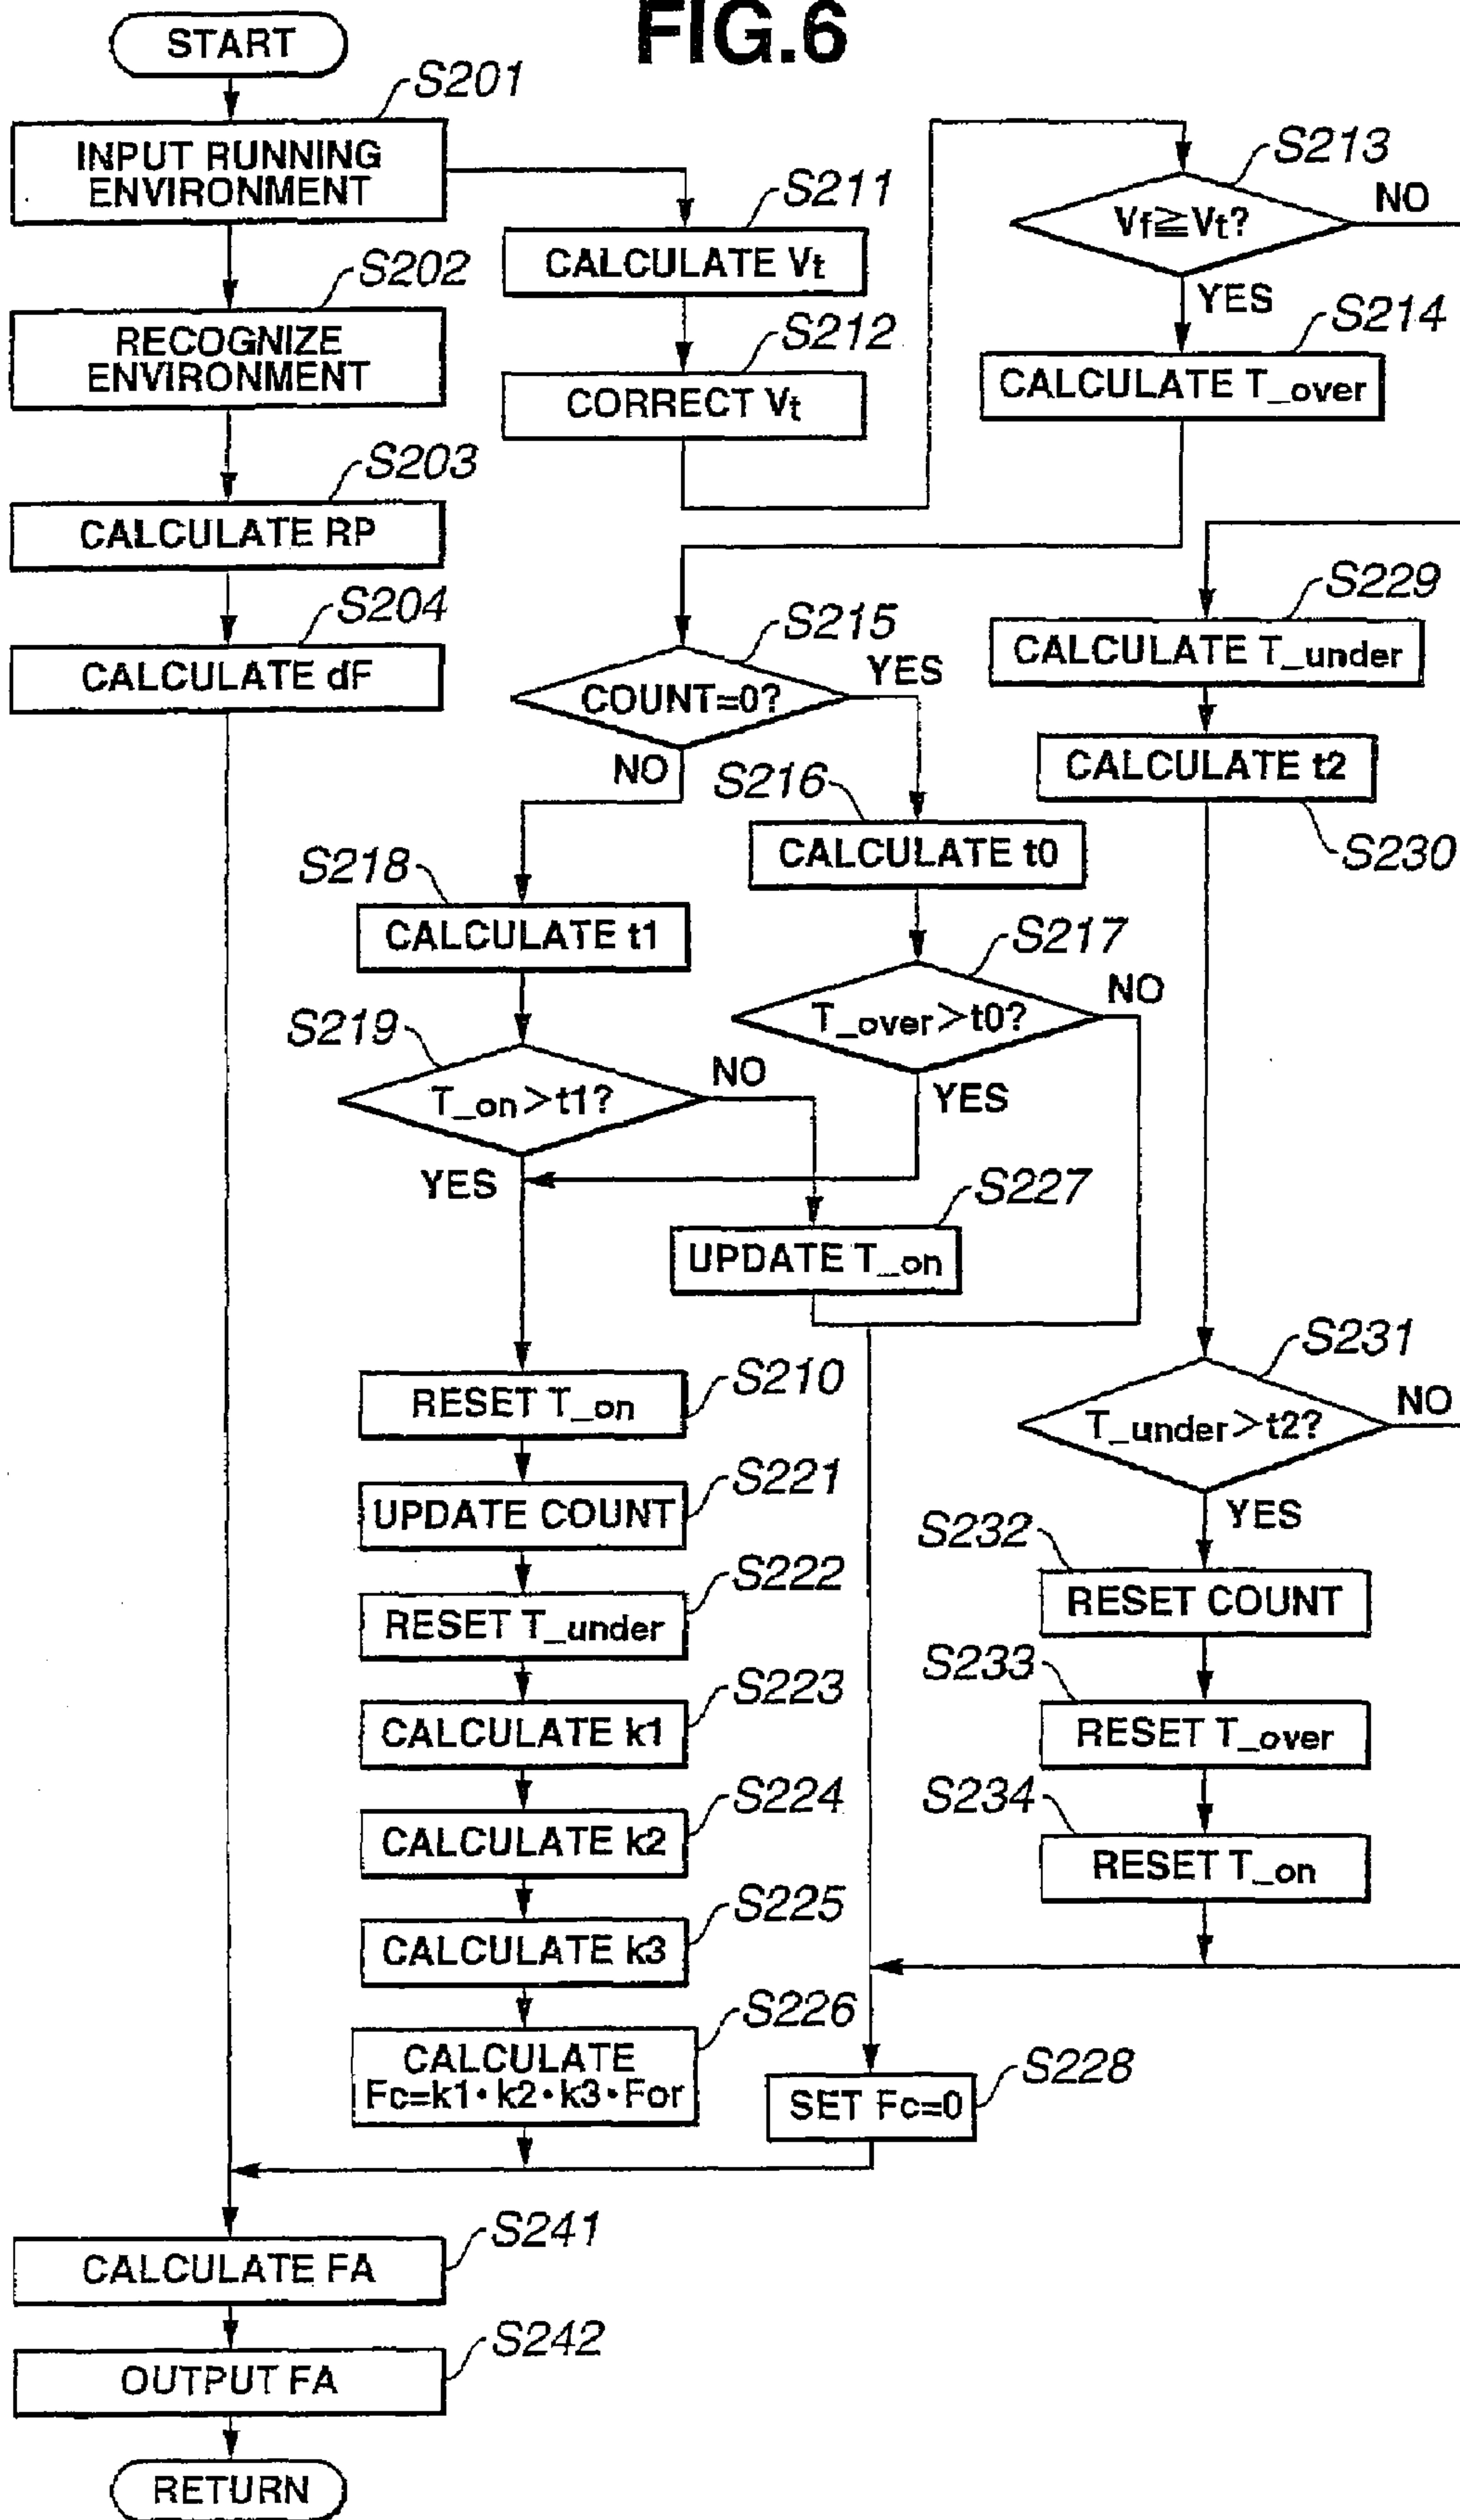 FIG.6
START
S201
INPUT RUNNING
ENVIRONMENT
S202
RECOGNIZE
ENVIRONMENT
S203
CALCULATE RP
S204
CALCULATE dF
S211
CALCULATE Vt
S212
CORRECT Vt
S213
Vf≧Vt?
NO
YES
S214
CALCULATE T_over
S215
COUNT=0?
YES
NO
S216
CALCULATE t0
S217
T_over>t0?
NO
YES
S218
CALCULATE t1
S219
T_on>t1?
NO
YES
S227
UPDATE T_on
S210
RESET T_on
S221
UPDATE COUNT
S222
RESET T_under
S223
CALCULATE k1
S224
CALCULATE k2
S225
CALCULATE k3
S226
CALCULATE
Fc=k1·k2·k3·For
S228
SET Fc=0
S229
CALCULATE T_under
CALCULATE t2
S230
S231
T_under>t2?
NO
YES
S232
RESET COUNT
S233
RESET T_over
S234
RESET T_on
S241
CALCULATE FA
S242
OUTPUT FA
RETURN